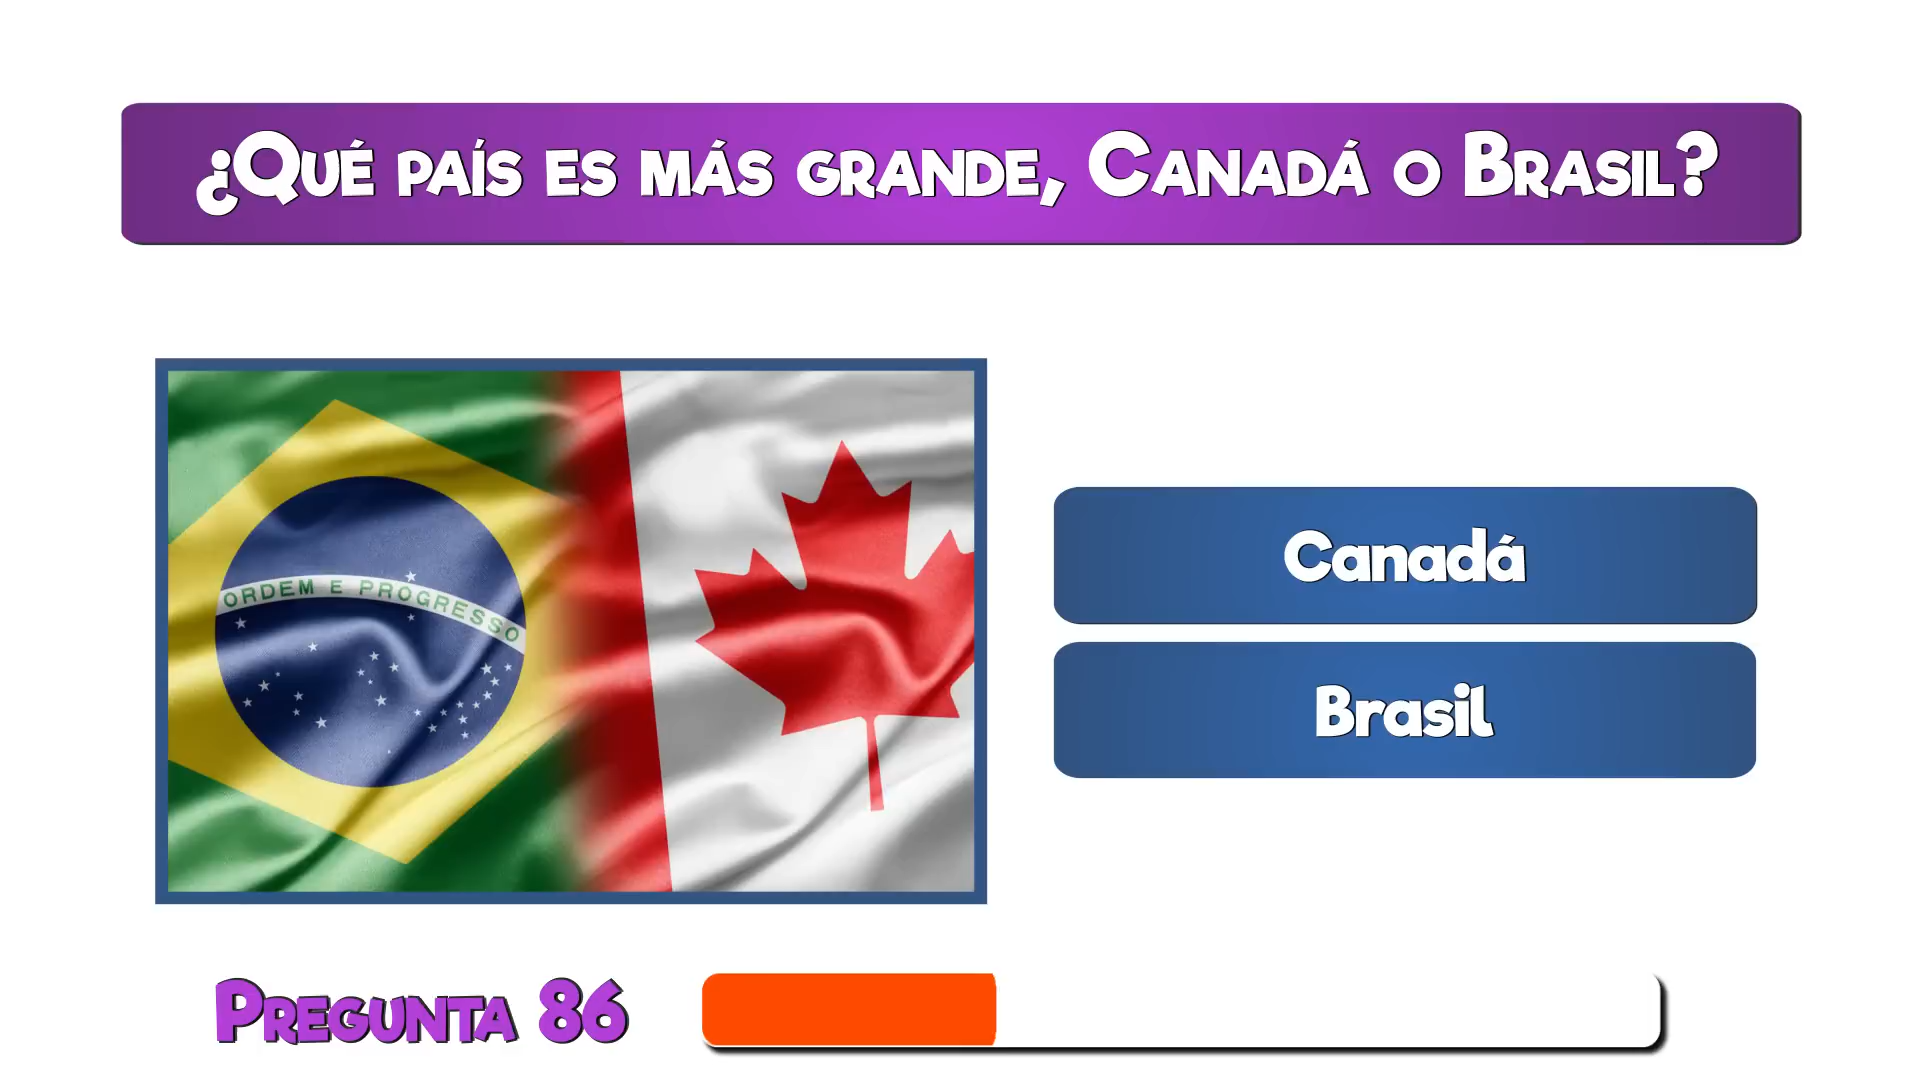 ¿Qué país es más grande, Canadá o Brasil?
ORDEM E PROGRESSO
Canadá
Brasil
Pregunta 86